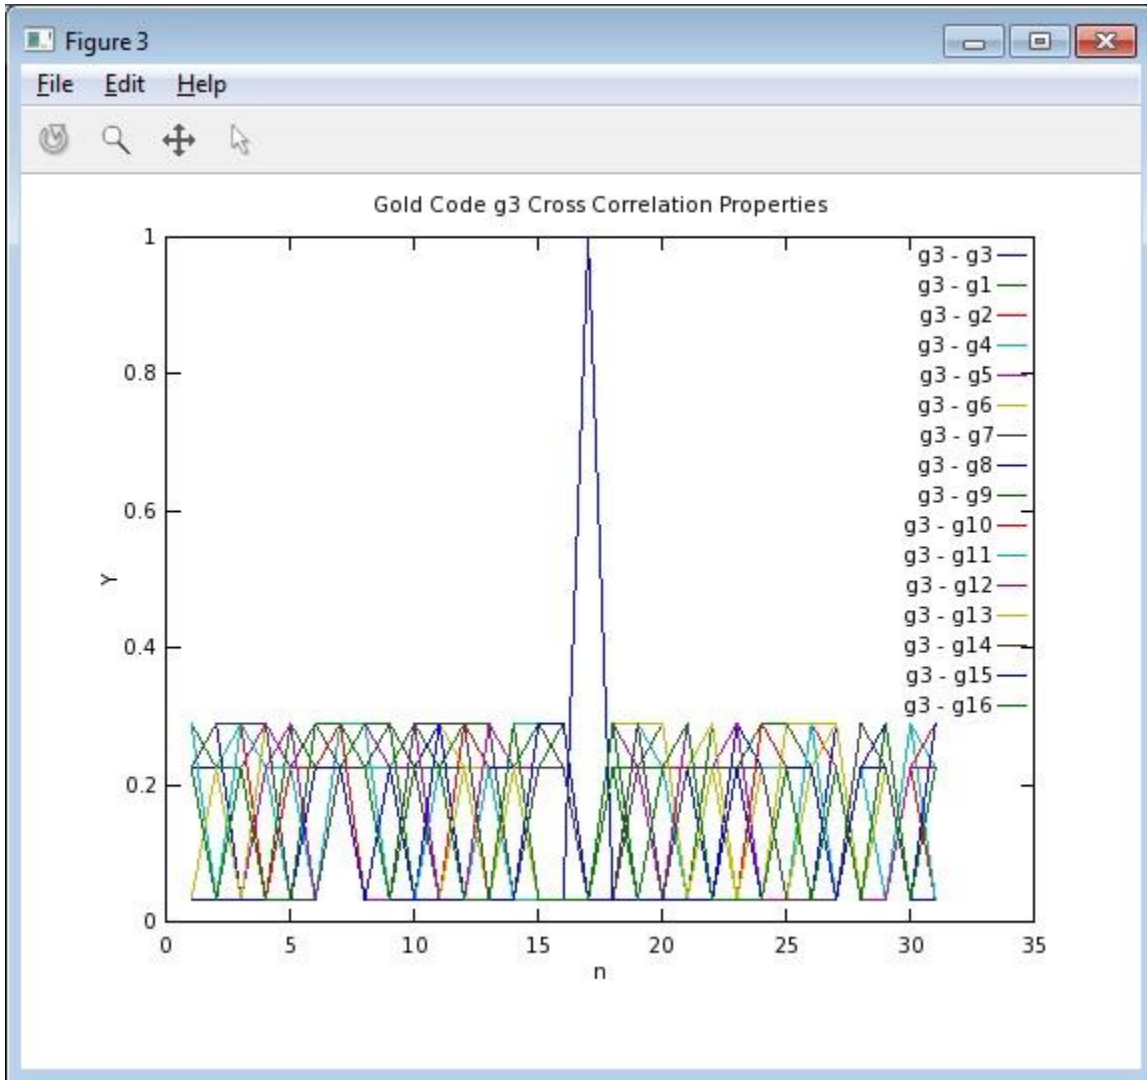 Figure 3
File Edit Help
Gold Code g3 Cross Correlation Properties
1
0.8
0.6
0.4
0.2
0
Y
0 5 10 15 20 25 30 35
n
g3 - g3
g3 - g1
g3 - g2
g3 - g4
g3 - g5
g3 - g6
g3 - g7
g3 - g8
g3 - g9
g3 - g10
g3 - g11
g3 - g12
g3 - g13
g3 - g14
g3 - g15
g3 - g16